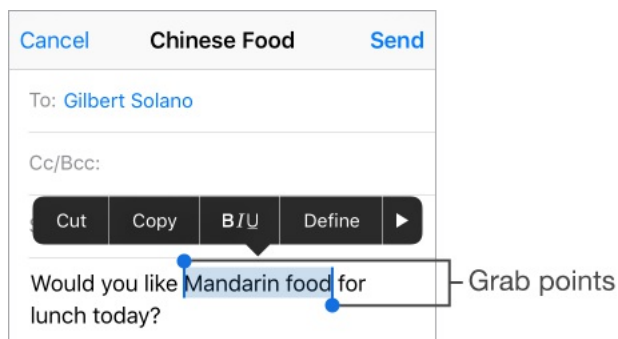 Cancel Chinese Food Send
To: Gilbert Solano
Cc/Bcc:
Cut Copy BIU Define
Would you like Mandarin food for
lunch today?
Grab points